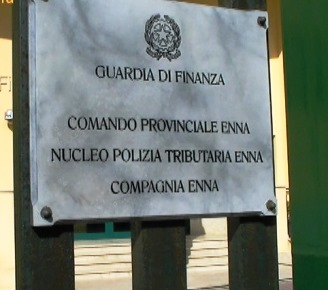 GUARDIA DI FINANZA
COMANDO PROVINCIALE ENNA
NUCLEO POLIZIA TRIBUTARIA ENNA
COMPAGNIA ENNA